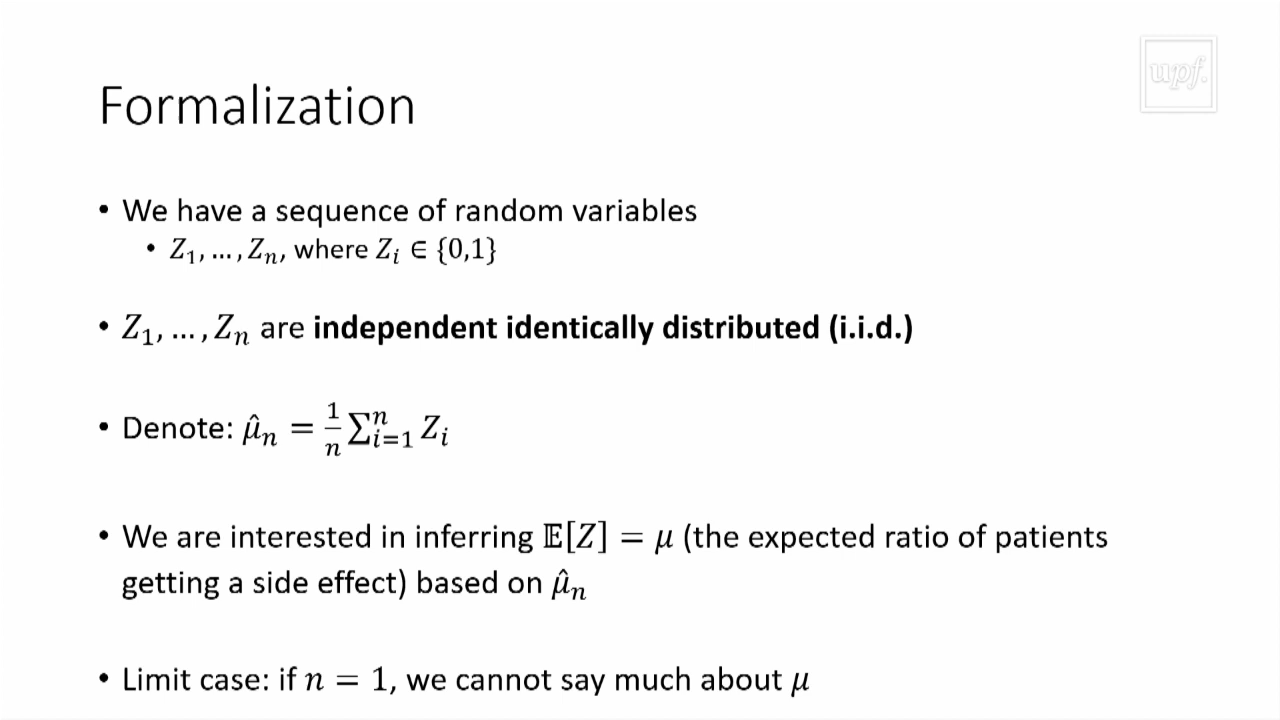 upf.
Formalization
• We have a sequence of random variables
• Z₁, … , Zₙ, where Zᵢ ∈ {0,1}
• Z₁, … , Zₙ are independent identically distributed (i.i.d.)
• Denote: μ̂ₙ = 1/n ∑ⁿᵢ₌₁ Zᵢ
• We are interested in inferring 𝔼[Z] = μ (the expected ratio of patients
getting a side effect) based on μ̂ₙ
• Limit case: if n = 1, we cannot say much about μ